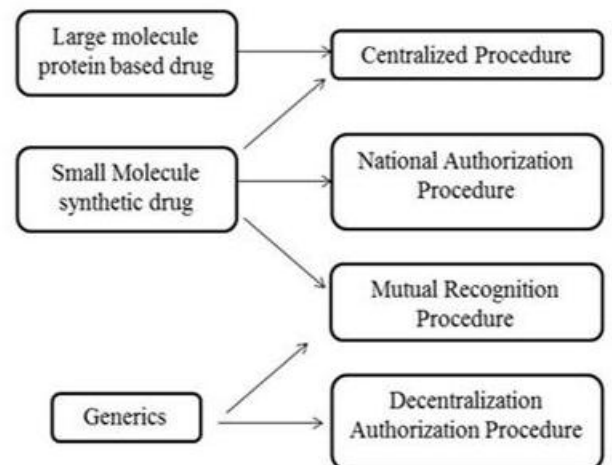 Large molecule
protein based drug
Centralized Procedure
Small Molecule
synthetic drug
National Authorization
Procedure
Mutual Recognition
Procedure
Generics
Decentralization
Authorization Procedure